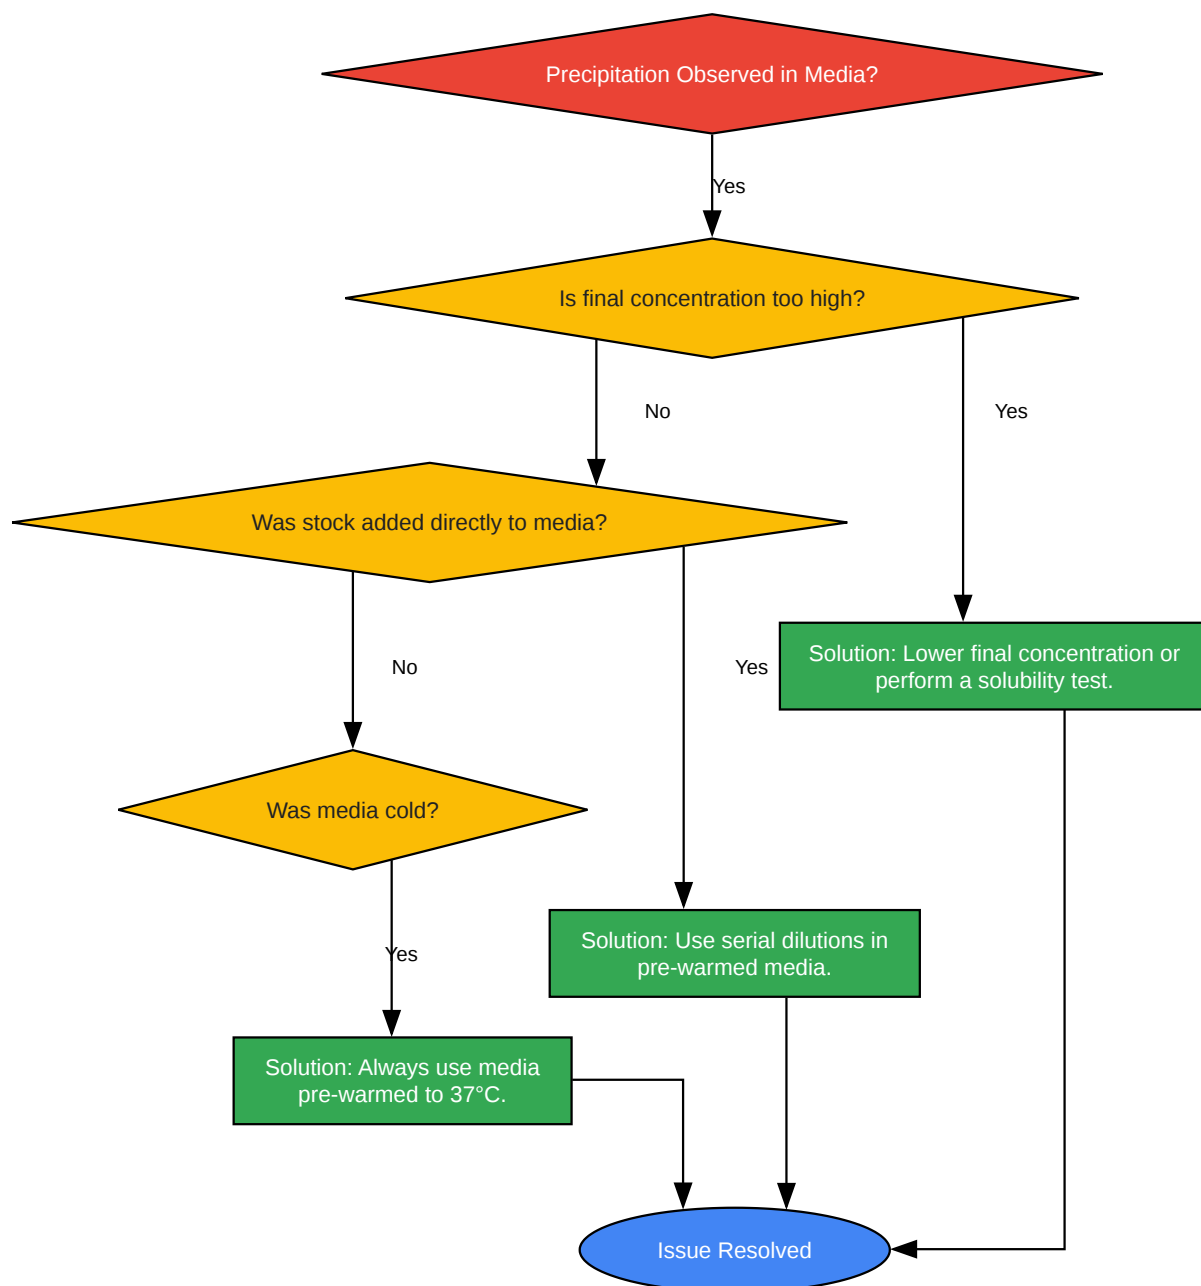 Precipitation Observed in Media?
Yes
Is final concentration too high?
No
Yes
Was stock added directly to media?
No
Yes
Solution: Lower final concentration or
perform a solubility test.
Was media cold?
Yes
Solution: Use serial dilutions in
pre-warmed media.
Solution: Always use media
pre-warmed to 37°C.
Issue Resolved